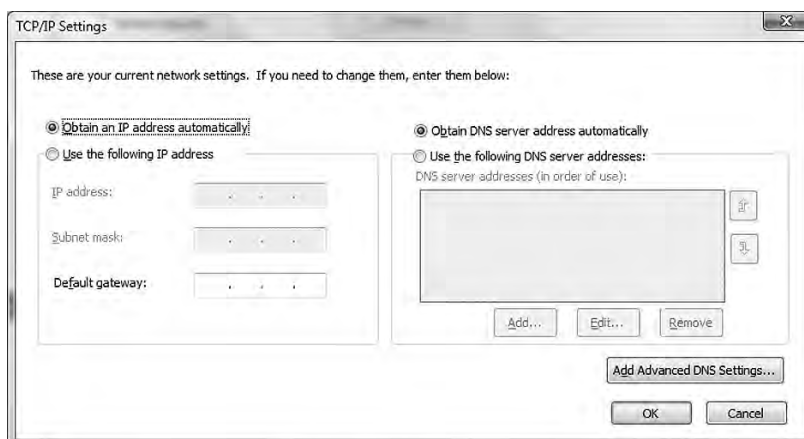 TCP/IP Settings
These are your current network settings. If you need to change them, enter them below:
Obtain an IP address automatically
Use the following IP address
IP address:
Subnet mask:
Default gateway:
Obtain DNS server address automatically
Use the following DNS server addresses:
DNS server addresses (in order of use):
Add...
Edit...
Remove
Add Advanced DNS Settings...
OK
Cancel